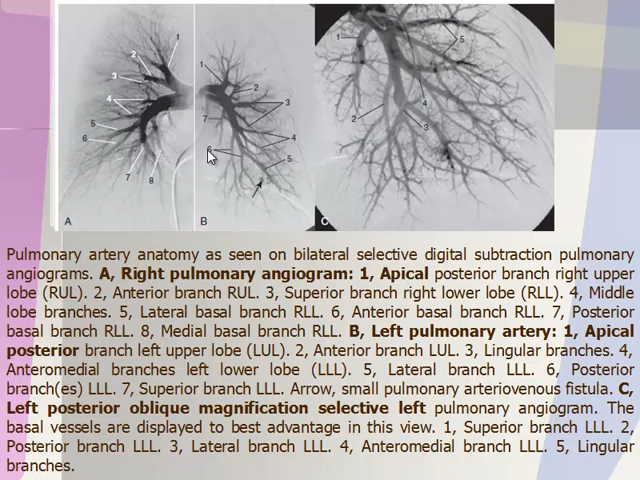 1
2
3
4
5
6
7
8
A
1
2
3
4
5
7
B
1
5
4
3
2
C
Pulmonary artery anatomy as seen on bilateral selective digital subtraction pulmonary
angiograms. A, Right pulmonary angiogram: 1, Apical posterior branch right upper
lobe (RUL). 2, Anterior branch RUL. 3, Superior branch right lower lobe (RLL). 4, Middle
lobe branches. 5, Lateral basal branch RLL. 6, Anterior basal branch RLL. 7, Posterior
basal branch RLL. 8, Medial basal branch RLL. B, Left pulmonary artery: 1, Apical
posterior branch left upper lobe (LUL). 2, Anterior branch LUL. 3, Lingular branches. 4,
Anteromedial branches left lower lobe (LLL). 5, Lateral branch LLL. 6, Posterior
branch(es) LLL. 7, Superior branch LLL. Arrow, small pulmonary arteriovenous fistula. C,
Left posterior oblique magnification selective left pulmonary angiogram. The
basal vessels are displayed to best advantage in this view. 1, Superior branch LLL. 2,
Posterior branch LLL. 3, Lateral branch LLL. 4, Anteromedial branch LLL. 5, Lingular
branches.